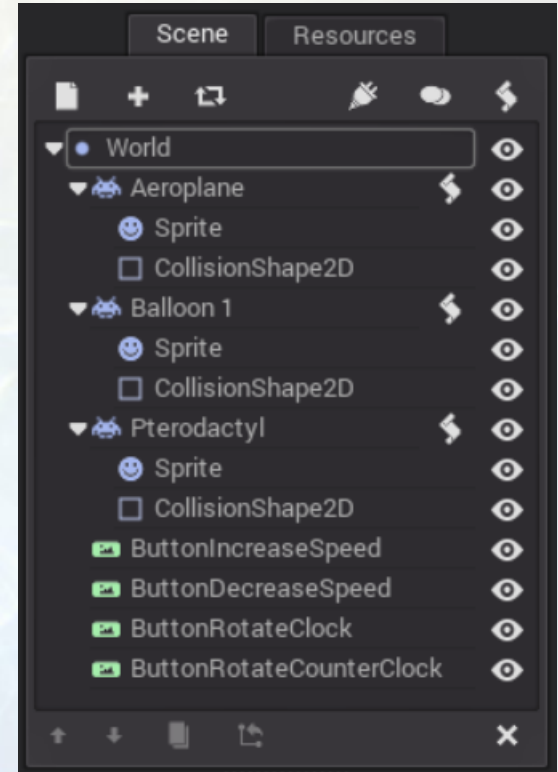 Scene Resources
World
Aeroplane
Sprite
CollisionShape2D
Balloon 1
Sprite
CollisionShape2D
Pterodactyl
Sprite
CollisionShape2D
ButtonIncreaseSpeed
ButtonDecreaseSpeed
ButtonRotateClock
ButtonRotateCounterClock